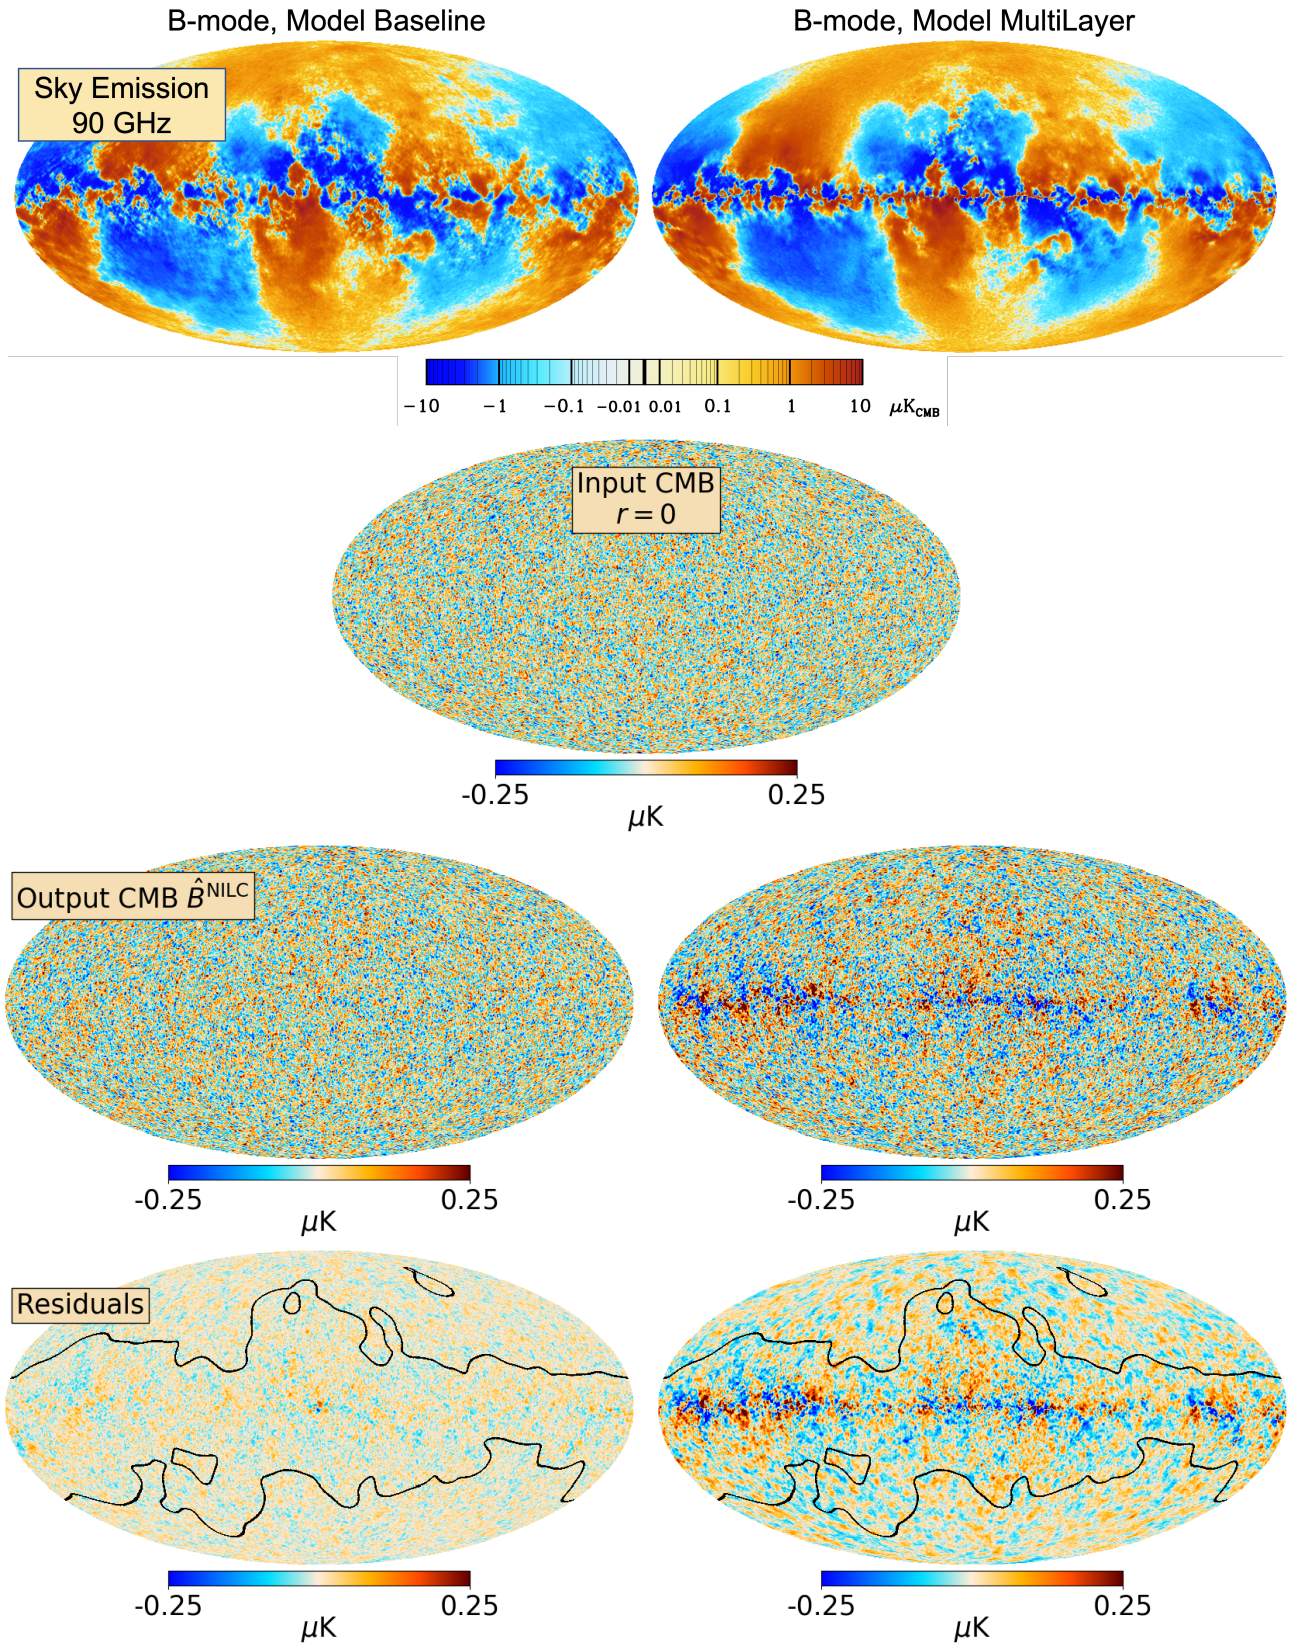 B-mode, Model Baseline
B-mode, Model MultiLayer
Sky Emission
90 GHz
-10 -1 -0.1 -0.01 0.01 0.1 1 10 μK_CMB
Input CMB
r = 0
-0.25 0.25
μK
Output CMB B̂^NILC
-0.25 0.25
μK
-0.25 0.25
μK
Residuals
-0.25 0.25
μK
-0.25 0.25
μK